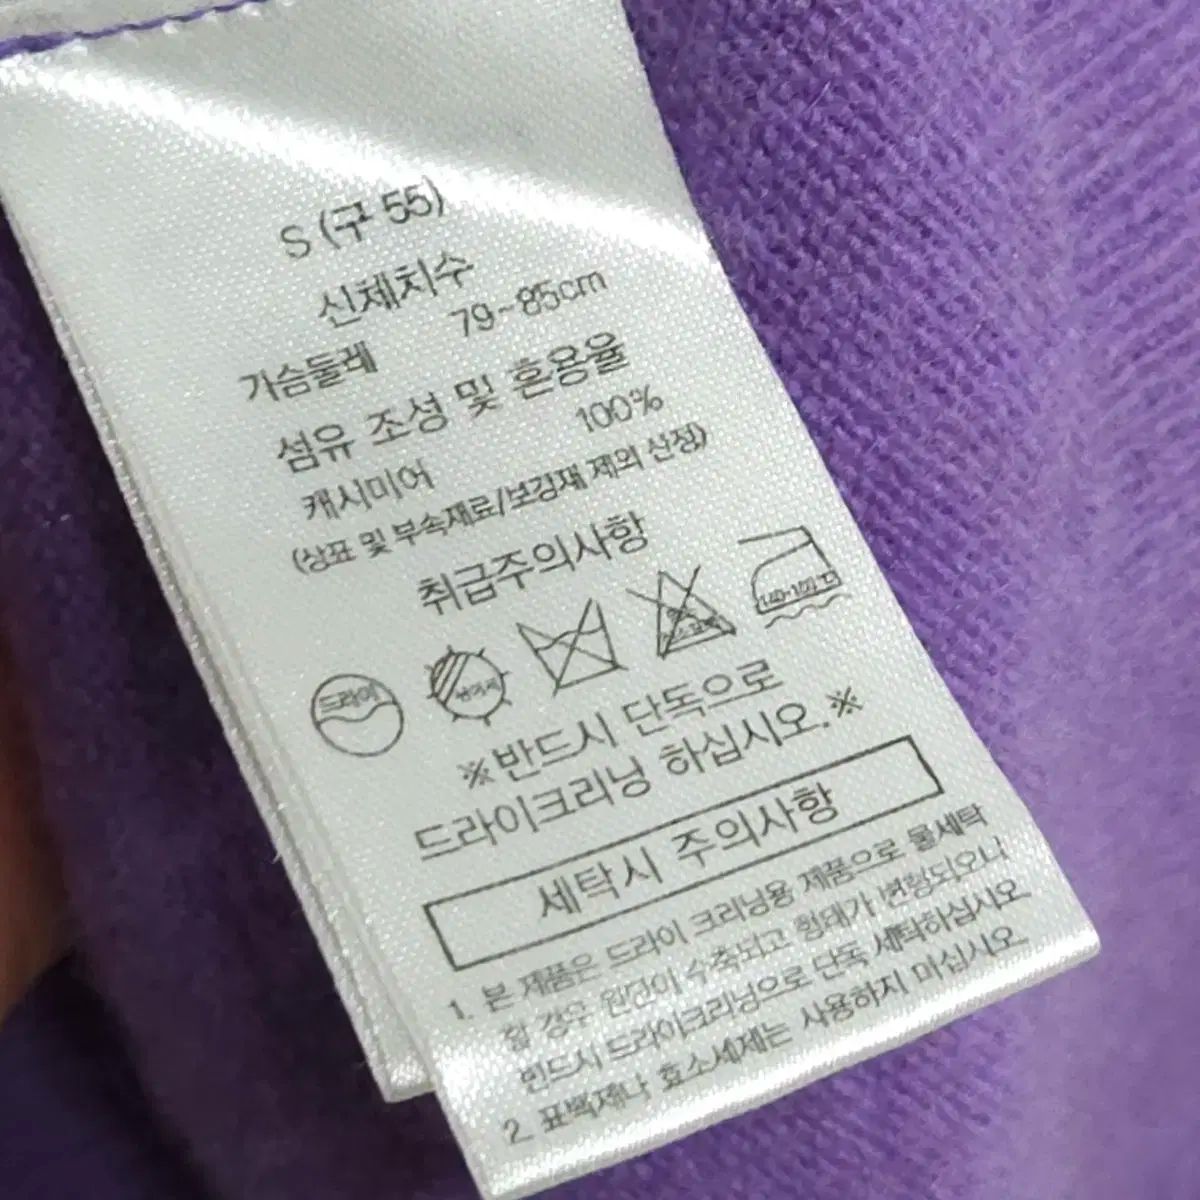 S (구 55)
신체치수
가슴둘레 79~85cm
섬유 조성 및 혼용율
캐시미어 100%
(상표 및 부속재료/보강재 제외 산정)
취급주의사항
드라이
※반드시 단독으로
드라이크리닝 하십시오.※
세탁시 주의사항
1. 본 제품은 드라이 크리닝용 제품으로 물세탁
할 경우 원단이 수축되고 형태가 변형되오니
반드시 드라이크리닝으로 단독 세탁하십시오.
2. 표백제나 효소세제는 사용하지 마십시오.